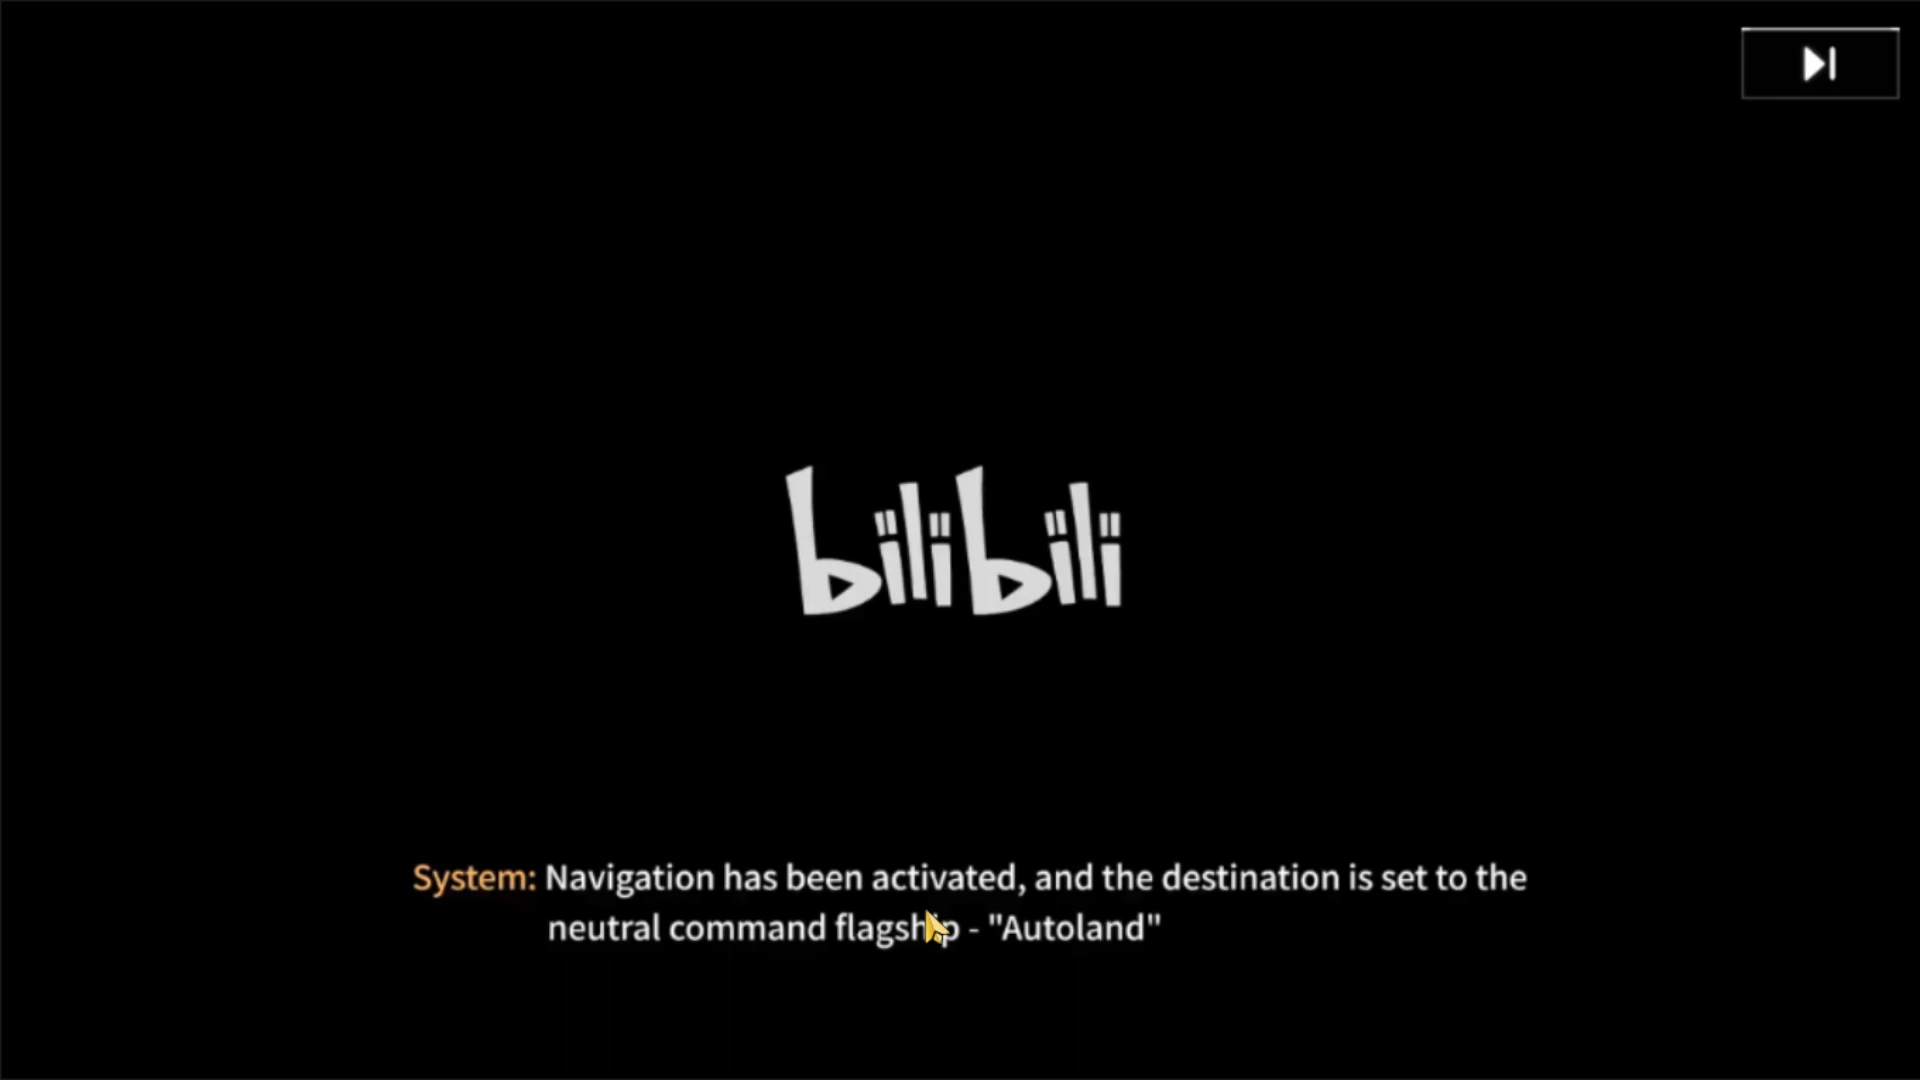 bilibili
System: Navigation has been activated, and the destination is set to the
neutral command flagship - "Autoland"